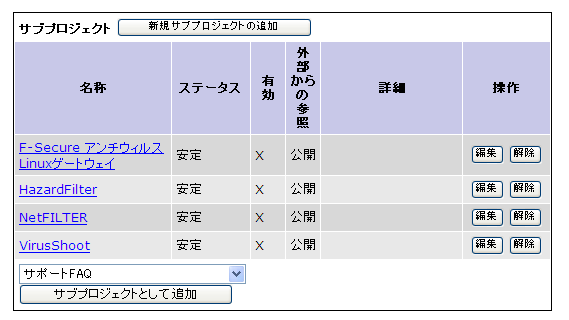 サブプロジェクト 新規サブプロジェクトの追加
名称 ステータス 有効 外部からの参照 詳細 操作
F-Secure アンチウィルス
Linuxゲートウェイ 安定 X 公開 編集 解除
HazardFilter 安定 X 公開 編集 解除
NetFILTER 安定 X 公開 編集 解除
VirusShoot 安定 X 公開 編集 解除
サポートFAQ
サブプロジェクトとして追加